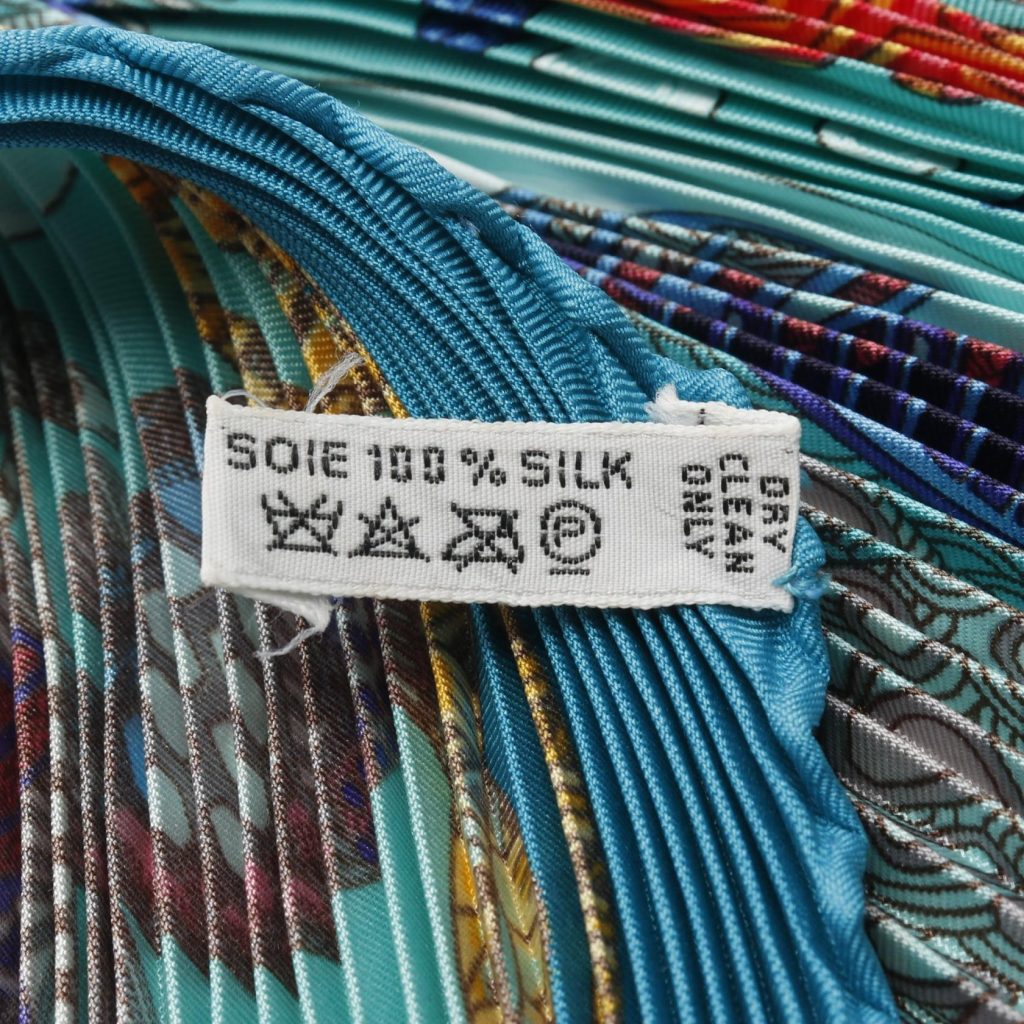 SOIE 100 % SILK
P
DRY
CLEAN
ONLY